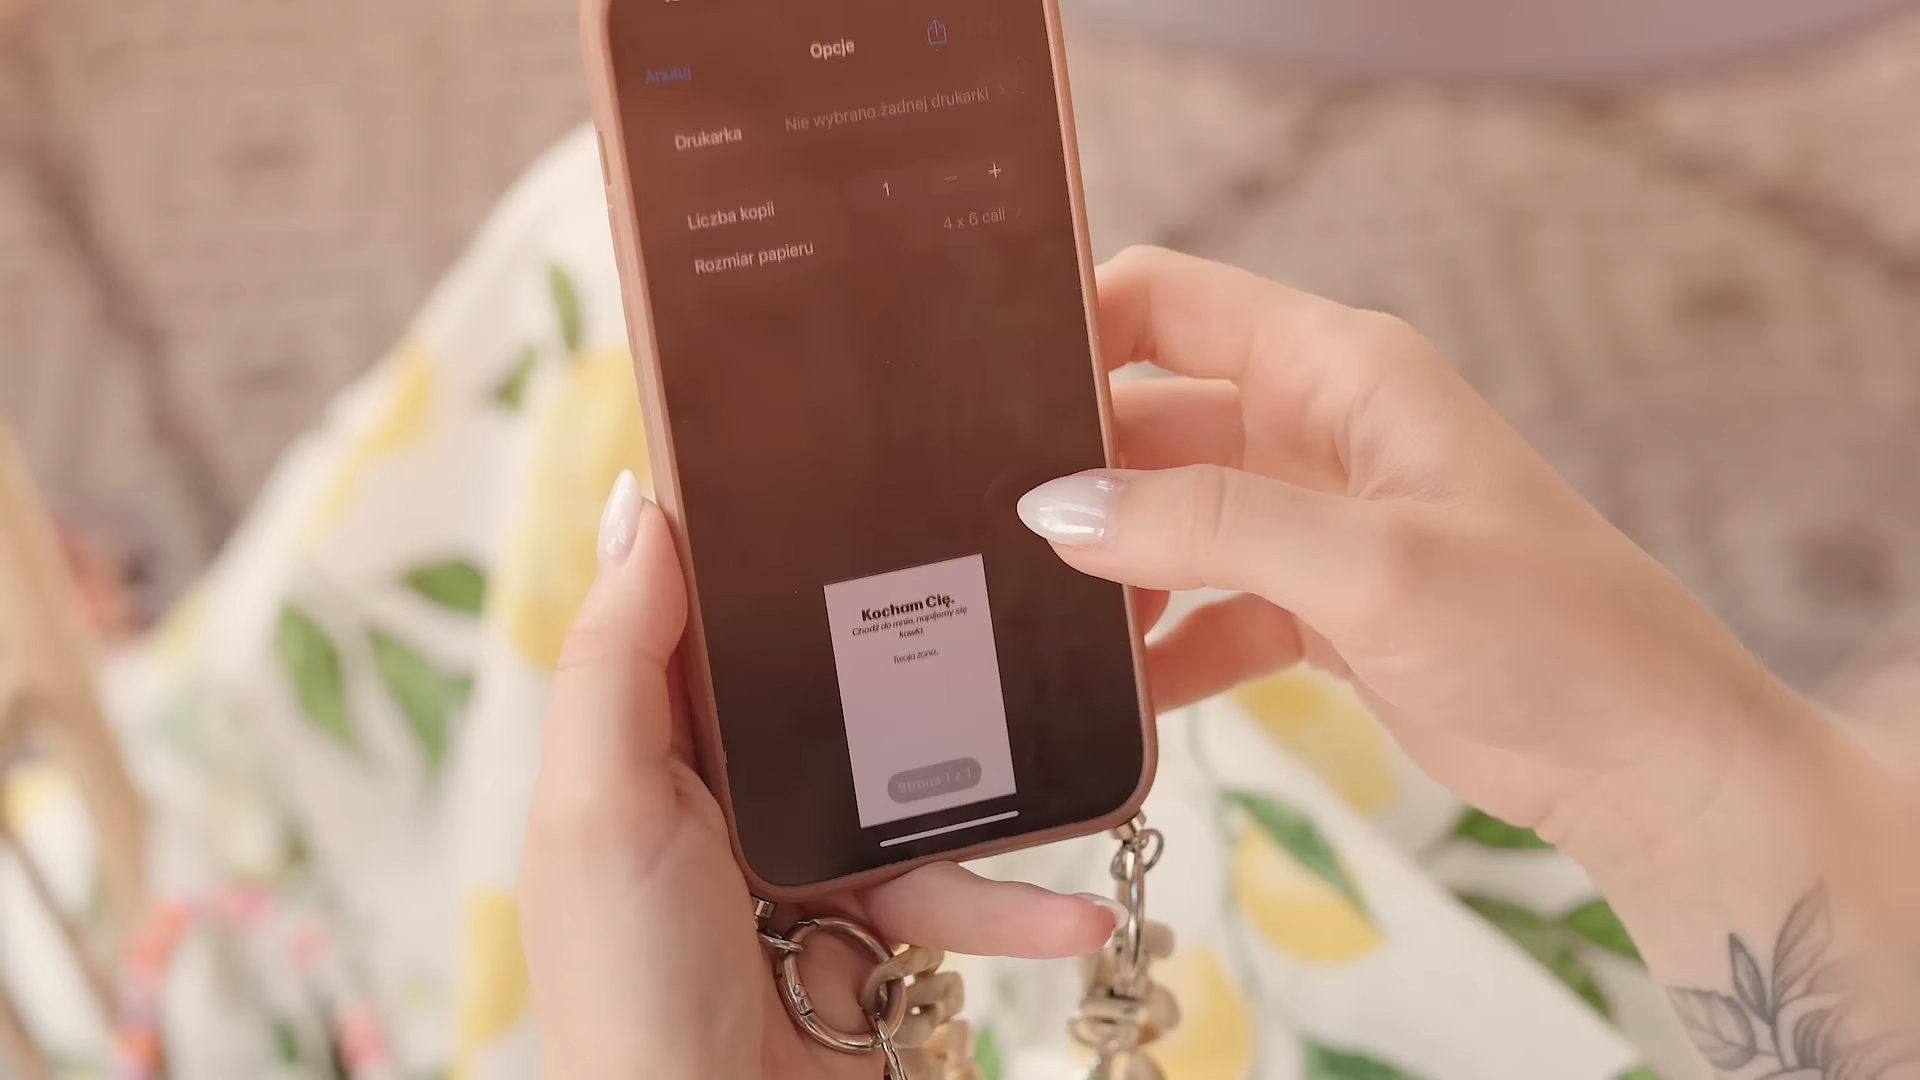 Opcje
Anuluj
Drukarka Nie wybrano żadnej drukarki
Liczba kopii 1
Rozmiar papieru 4 x 6 cali
Kocham Cię.
Chodź do mnie, napijemy się
kawki.
Twoja żona.
Strona 1 z 1